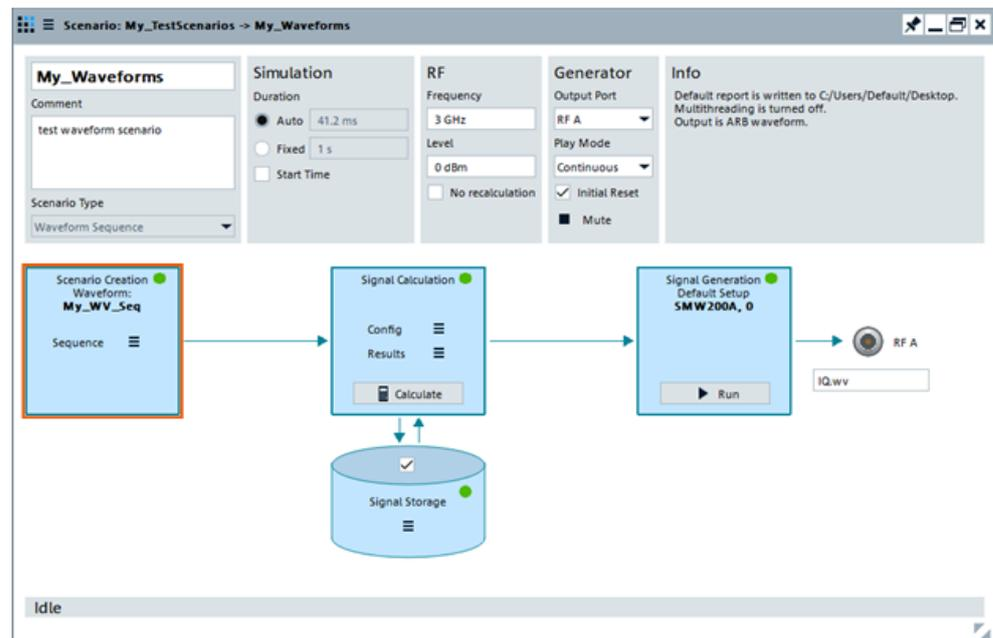 Scenario: My_TestScenarios -> My_Waveforms
My_Waveforms
Comment
test waveform scenario
Scenario Type
Waveform Sequence
Simulation
Duration
Auto 41.2 ms
Fixed 1 s
Start Time
RF
Frequency
3 GHz
Level
0 dBm
No recalculation
Generator
Output Port
RF A
Play Mode
Continuous
Initial Reset
Mute
Info
Default report is written to C:/Users/Default/Desktop.
Multithreading is turned off.
Output is ARB waveform.
Scenario Creation
Waveform:
My_WV_Seq
Sequence
Signal Calculation
Config
Results
Calculate
Signal Storage
Signal Generation
Default Setup
SMW200A, 0
Run
RF A
IQ.wv
Idle